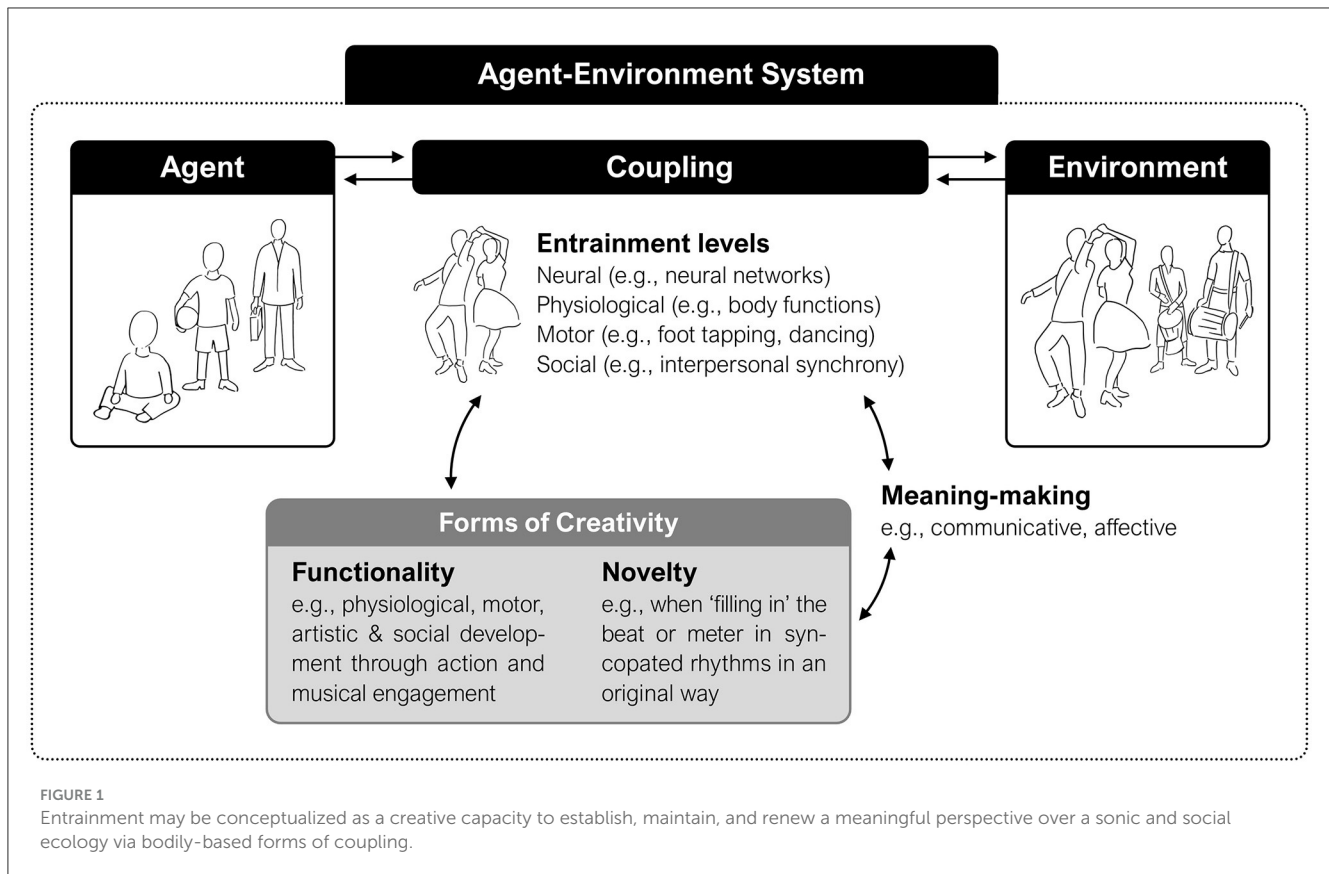 Agent-Environment System
Agent
Coupling
Environment
Entrainment levels
Neural (e.g., neural networks)
Physiological (e.g., body functions)
Motor (e.g., foot tapping, dancing)
Social (e.g., interpersonal synchrony)
Meaning-making
e.g., communicative, affective
Forms of Creativity
Functionality
e.g., physiological, motor,
artistic & social develop-
ment through action and
musical engagement
Novelty
e.g., when ‘filling in’ the
beat or meter in syn-
copated rhythms in an
original way
FIGURE 1
Entrainment may be conceptualized as a creative capacity to establish, maintain, and renew a meaningful perspective over a sonic and social
ecology via bodily-based forms of coupling.